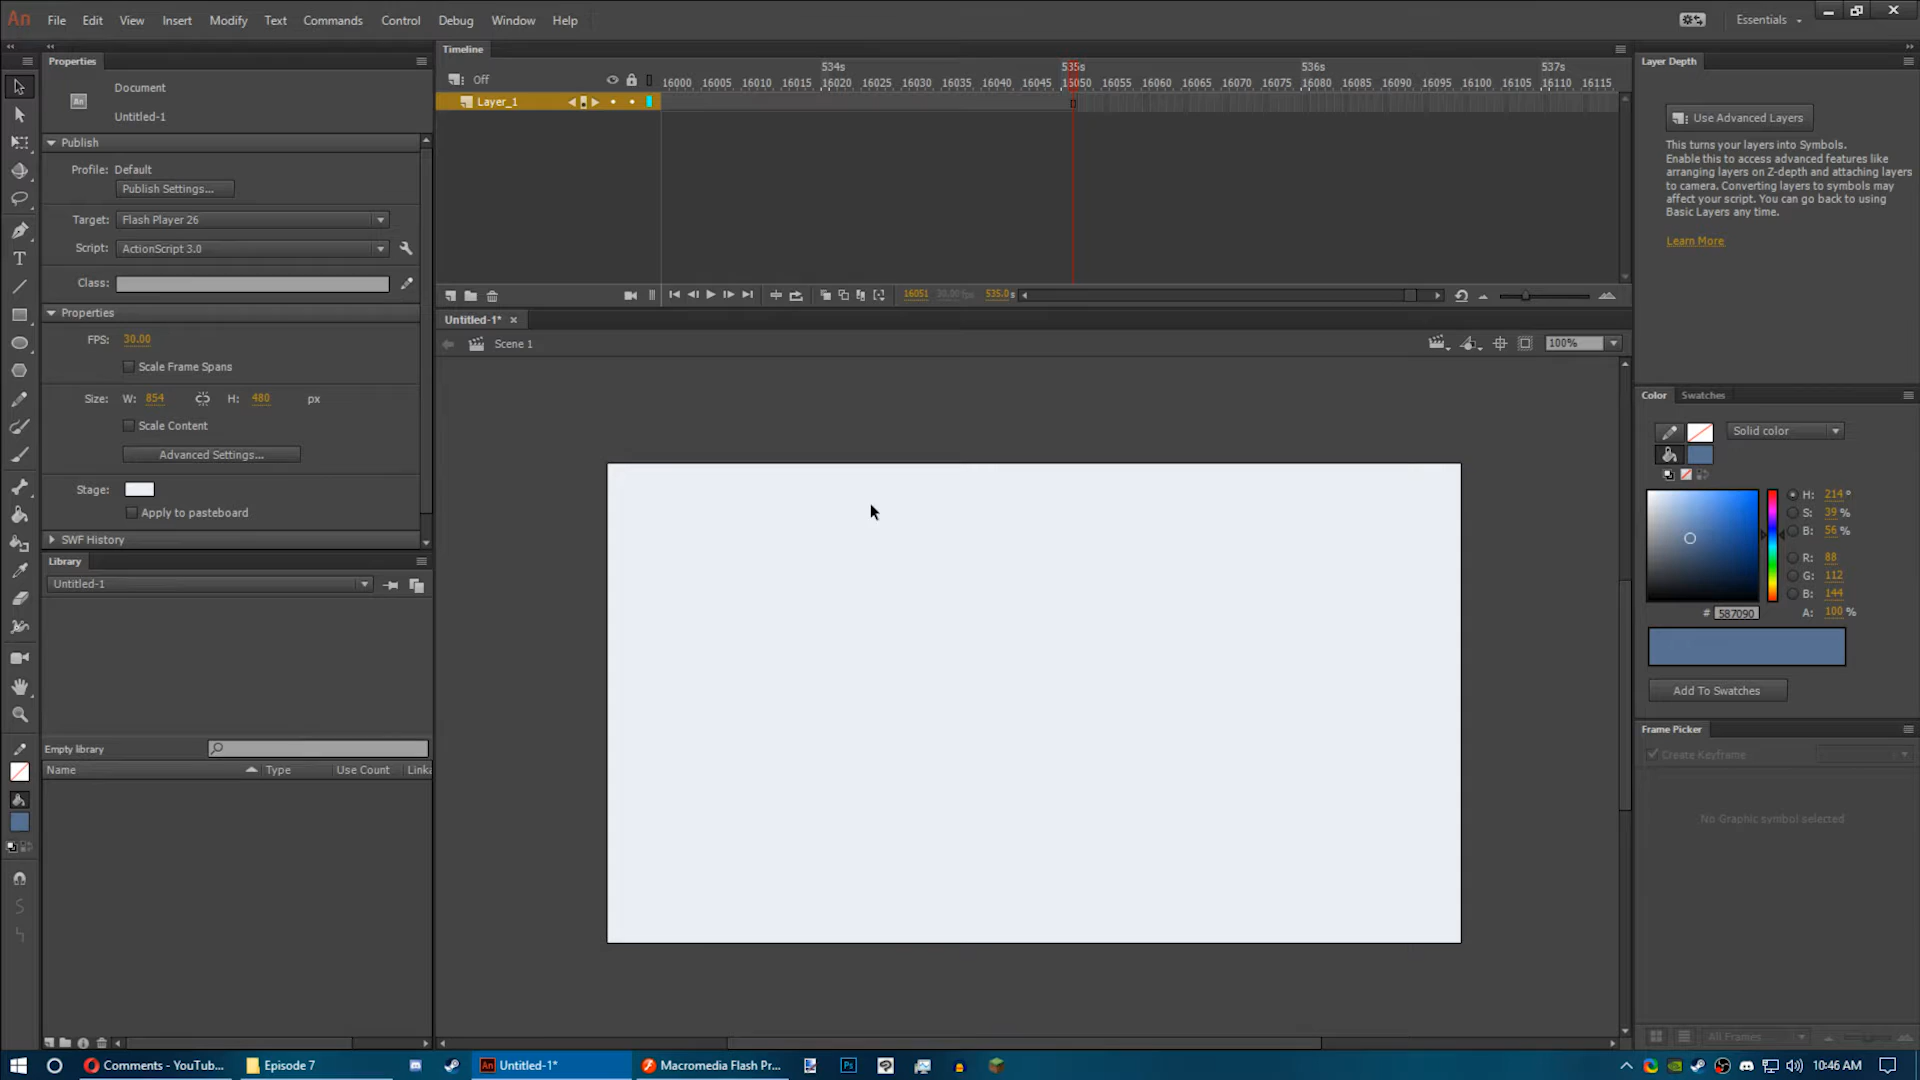 An File Edit View Insert Modify Text Commands Control Debug Window Help Essentials
Properties
Document
An
Untitled-1
Publish
Profile: Default
Publish Settings...
Target: Flash Player 26
Script: ActionScript 3.0
Class:
Properties
FPS: 30.00
Scale Frame Spans
Size: W: 854 H: 480 px
Scale Content
Advanced Settings...
Stage:
Apply to pasteboard
SWF History
Library
Untitled-1
Empty library
Name Type Use Count Linka
Timeline
534s 535s 536s 537s
Off 16000 16005 16010 16015 16020 16025 16030 16035 16040 16045 16050 16055 16060 16065 16070 16075 16080 16085 16090 16095 16100 16105 16110 16115
Layer_1
16051 30.00fps 535.0s
Untitled-1*
Scene 1 100%
Layer Depth
Use Advanced Layers
This turns your layers into Symbols.
Enable this to access advanced features like
arranging layers on Z-depth and attaching layers
to camera. Converting layers to symbols may
affect your script. You can go back to using
Basic Layers any time.
Learn More
Color Swatches
Solid color
H: 214 °
S: 39 %
B: 56 %
R: 88
G: 112
B: 144
# 587090 A: 100 %
Add To Swatches
Frame Picker
Create Keyframe
No Graphic symbol selected
All Frames
Comments - YouTub... Episode 7 An Untitled-1* Macromedia Flash Pr... Ps 10:46 AM